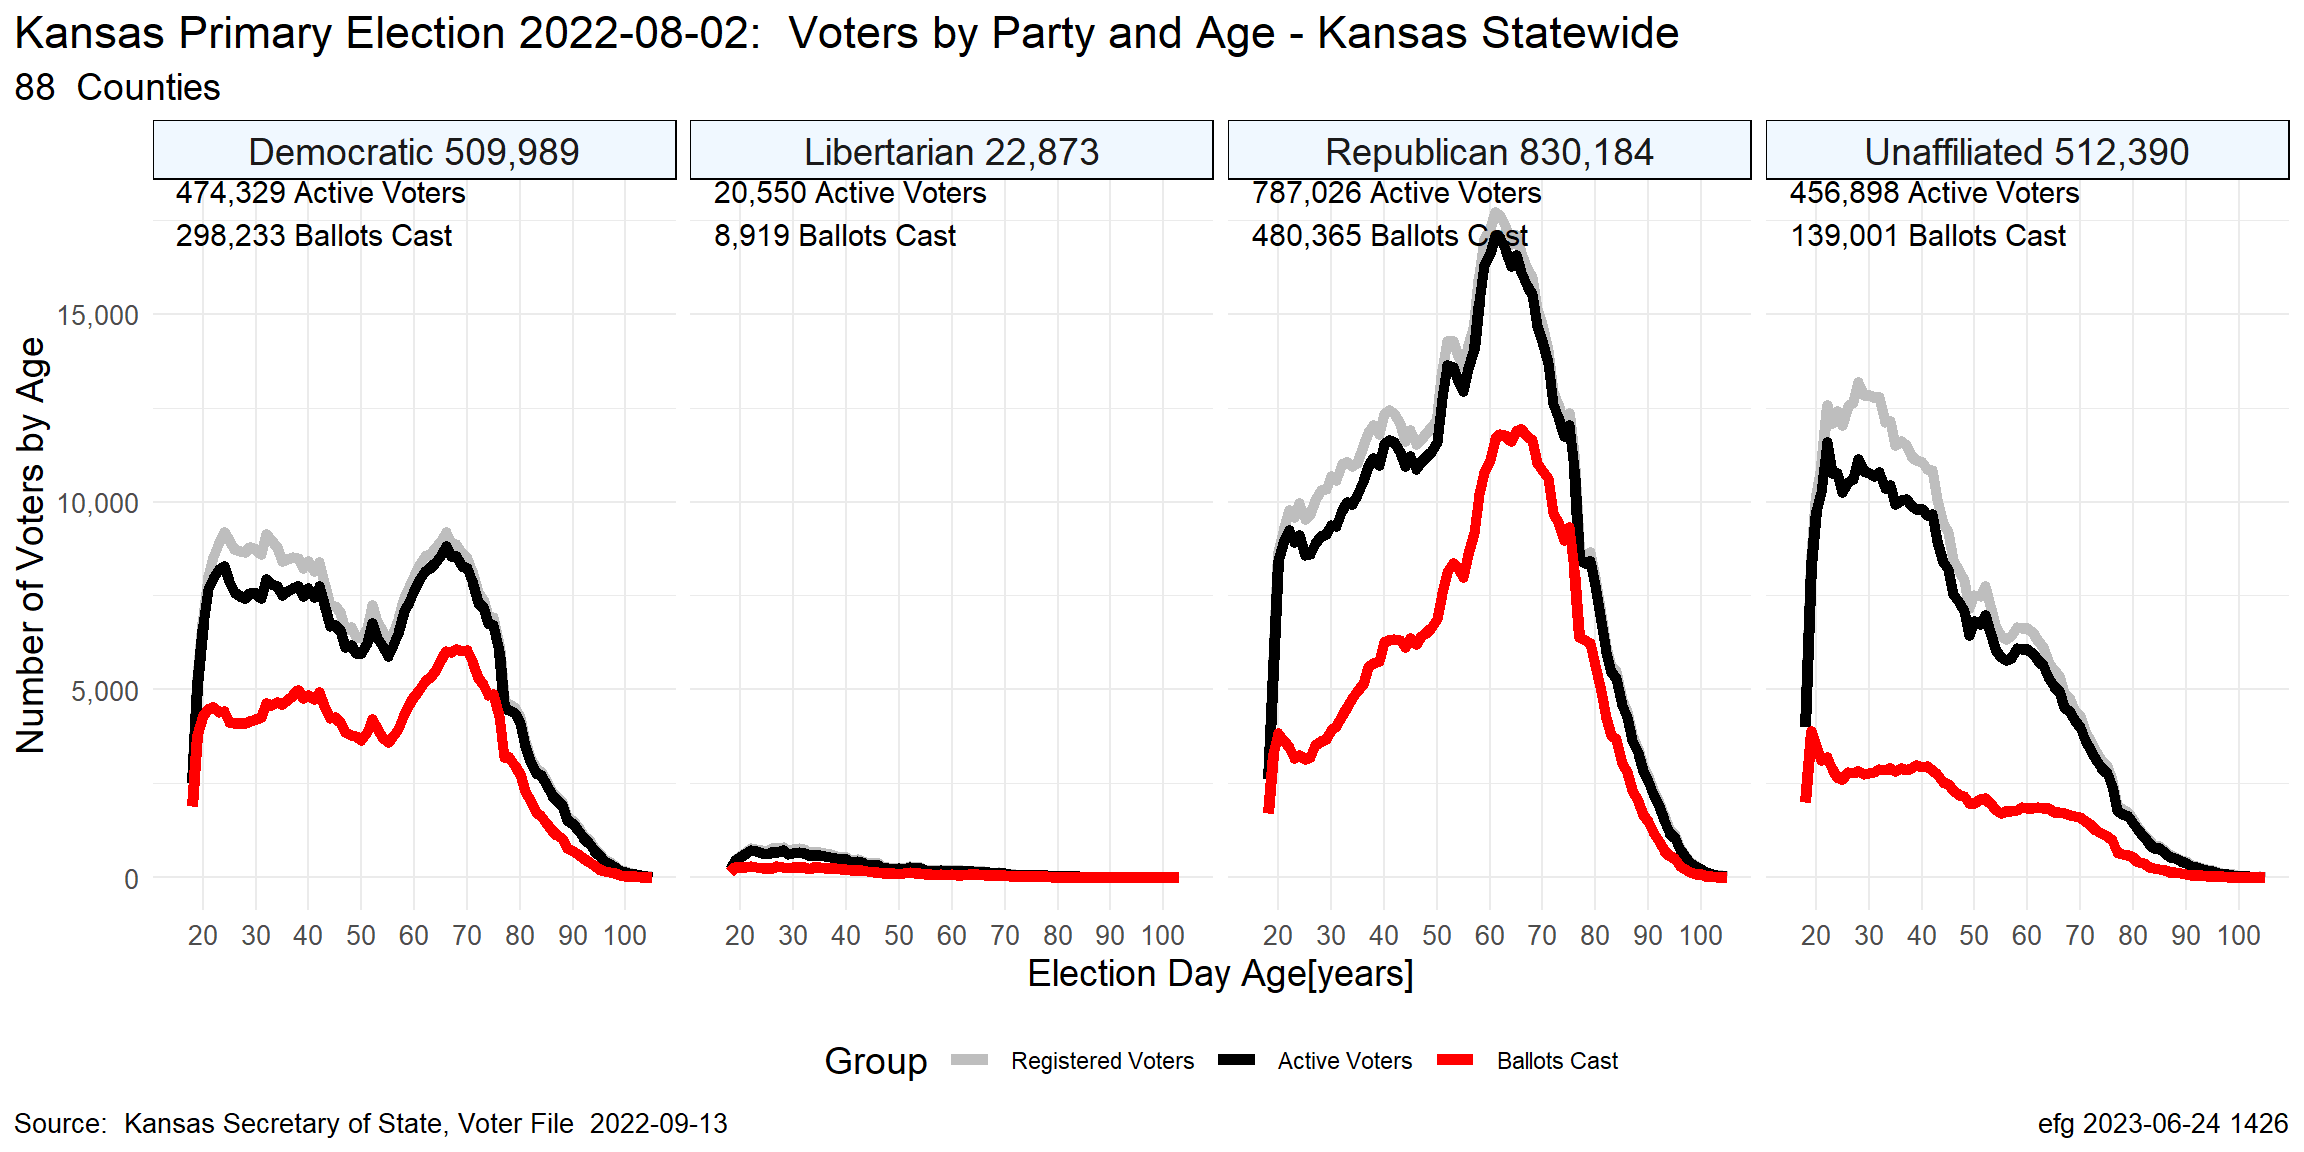 Kansas Primary Election 2022-08-02:  Voters by Party and Age - Kansas Statewide
88  Counties
Democratic 509,989
Libertarian 22,873
Republican 830,184
Unaffiliated 512,390
474,329 Active Voters
298,233 Ballots Cast
20,550 Active Voters
8,919 Ballots Cast
787,026 Active Voters
480,365 Ballots Cast
456,898 Active Voters
139,001 Ballots Cast
Number of Voters by Age
15,000
10,000
5,000
0
20 30 40 50 60 70 80 90 100
20 30 40 50 60 70 80 90 100
20 30 40 50 60 70 80 90 100
20 30 40 50 60 70 80 90 100
Election Day Age[years]
Group Registered Voters Active Voters Ballots Cast
Source:  Kansas Secretary of State, Voter File  2022-09-13
efg 2023-06-24 1426